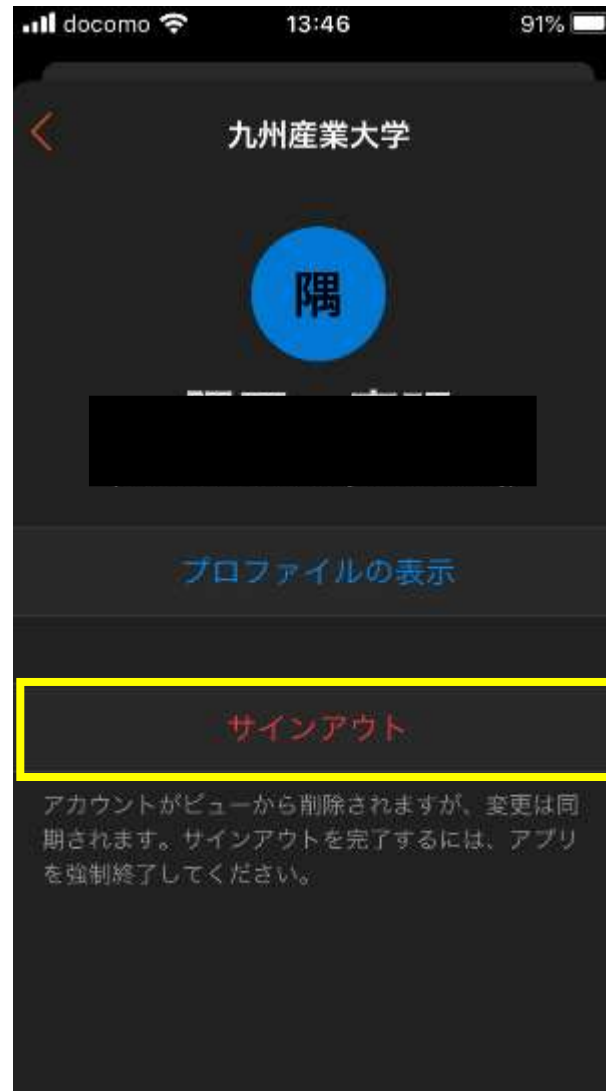 docomo 13:46 91%
九州産業大学
隅
プロファイルの表示
サインアウト
アカウントがビューから削除されますが、変更は同
期されます。サインアウトを完了するには、アプリ
を強制終了してください。